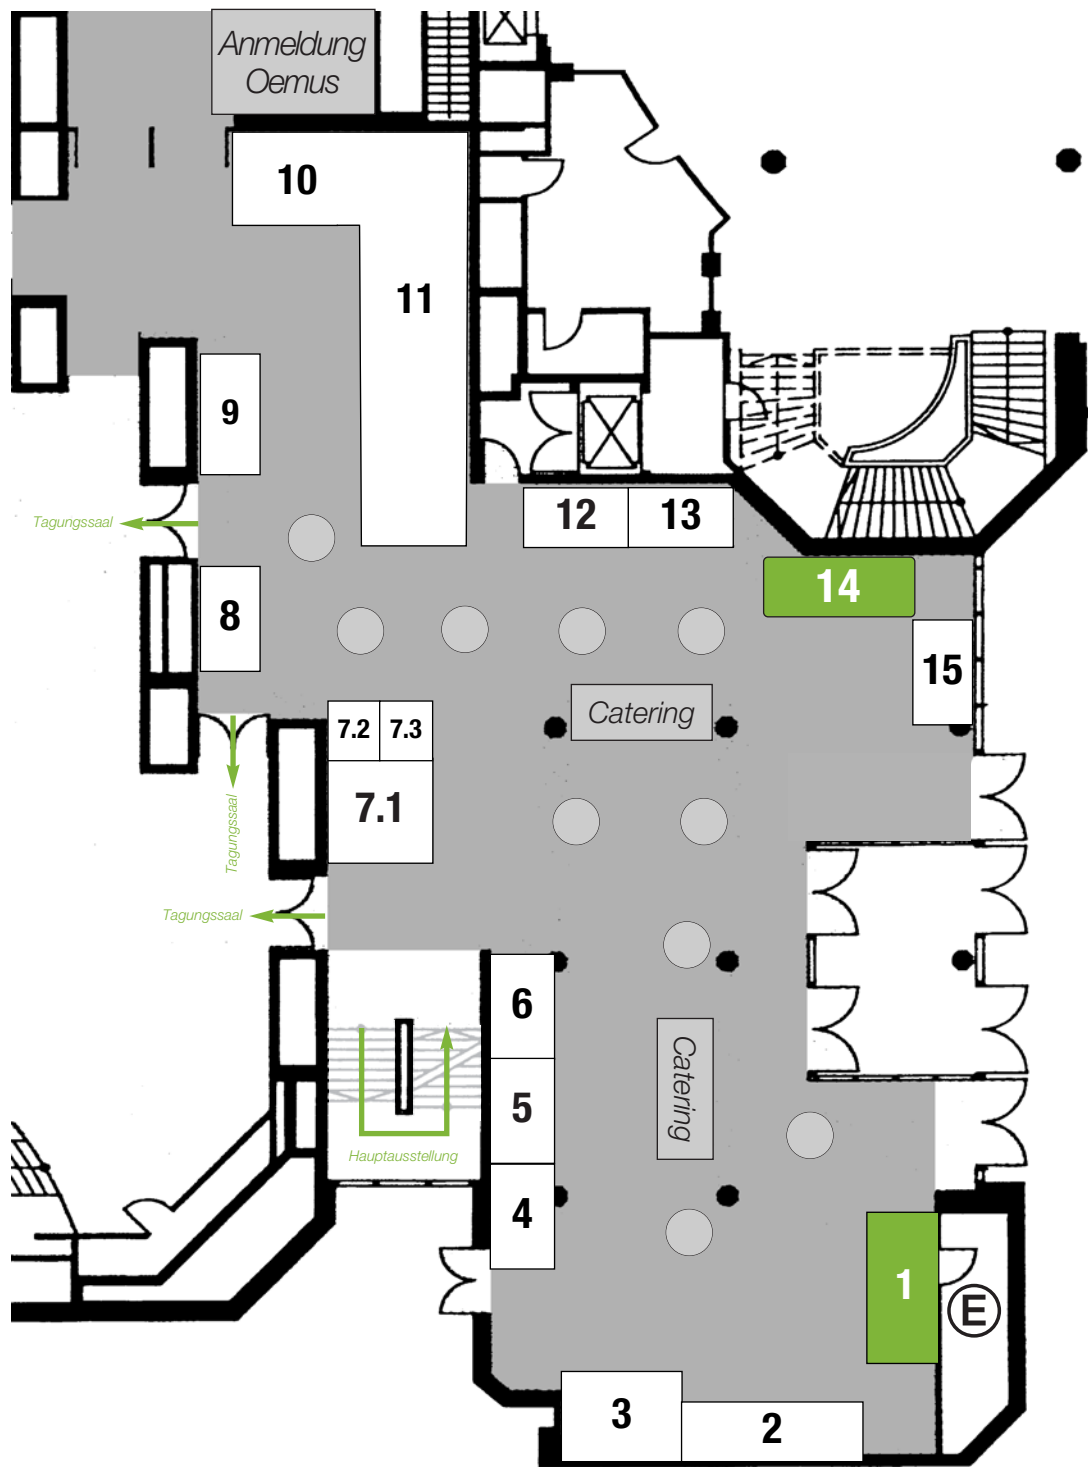 Anmeldung
Oemus
10
11
9
Tagungssaal
12
13
14
8
15
7.2
7.3
Catering
7.1
Tagungssaal
Tagungssaal
6
5
Catering
Hauptausstellung
4
1
E
3
2